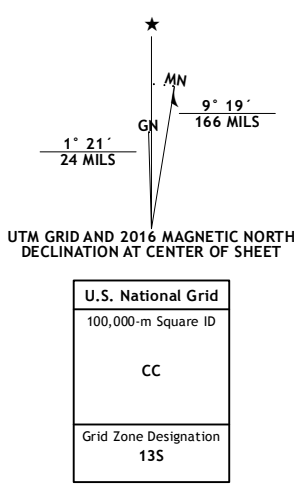 ★
MN
GN
9° 19´
166 MILS
1° 21´
24 MILS
UTM GRID AND 2016 MAGNETIC NORTH
DECLINATION AT CENTER OF SHEET
U.S. National Grid
100,000-m Square ID
CC
Grid Zone Designation
13S